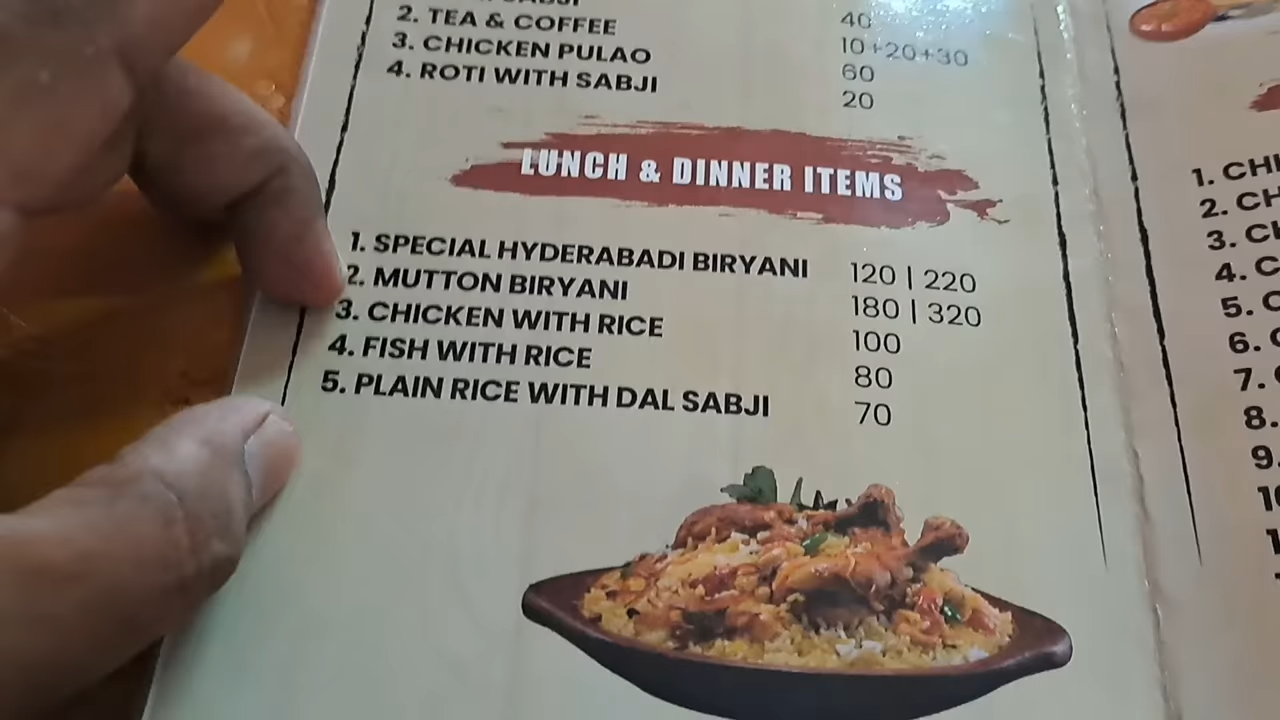 2. TEA & COFFEE 40
3. CHICKEN PULAO 10+20+30
4. ROTI WITH SABJI 60
20
LUNCH & DINNER ITEMS
1. SPECIAL HYDERABADI BIRYANI 120 | 220
2. MUTTON BIRYANI 180 | 320
3. CHICKEN WITH RICE 100
4. FISH WITH RICE 80
5. PLAIN RICE WITH DAL SABJI 70
1.
2.
3.
4.
5.
6.
7.
8.
9.